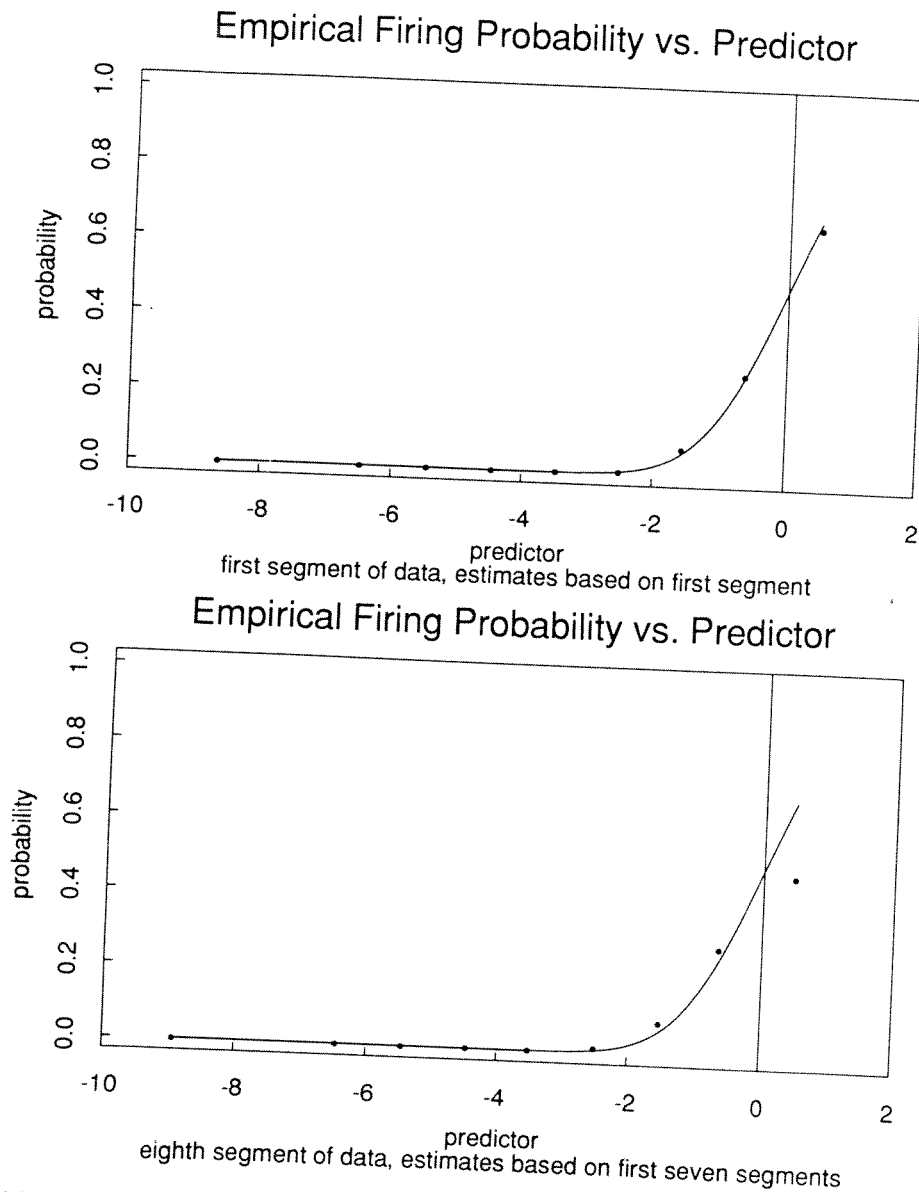 Empirical Firing Probability vs. Predictor
1.0
0.8
0.6
0.4
0.2
0.0
probability
-10 -8 -6 -4 -2 0 2
predictor
first segment of data, estimates based on first segment
Empirical Firing Probability vs. Predictor
1.0
0.8
0.6
0.4
0.2
0.0
probability
-10 -8 -6 -4 -2 0 2
predictor
eighth segment of data, estimates based on first seven segments